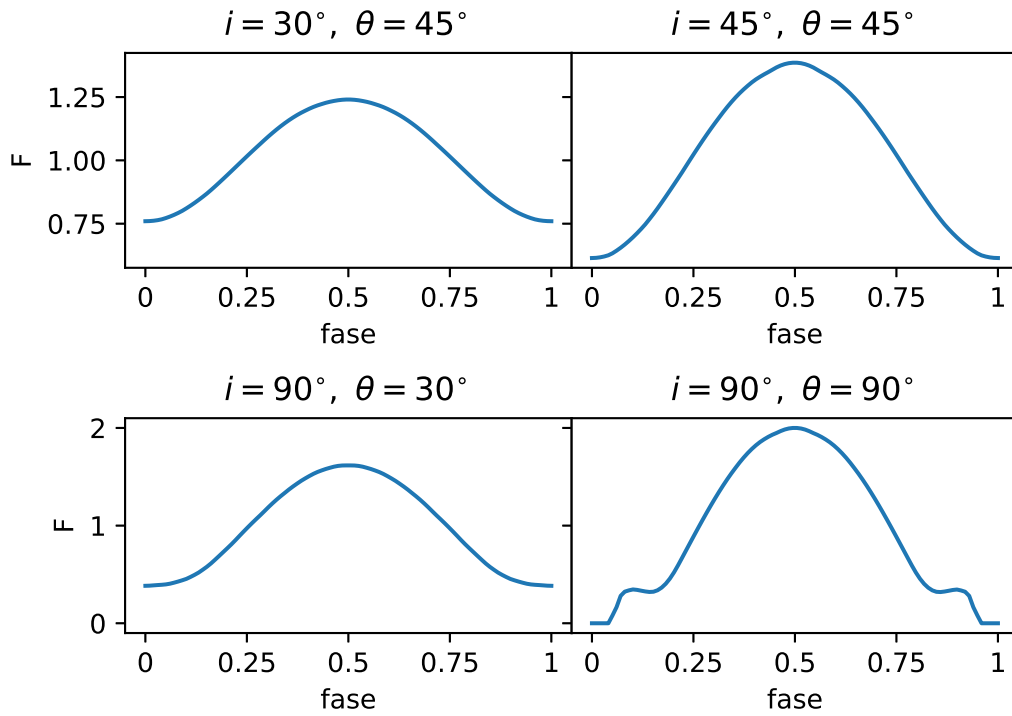 i = 30°, θ = 45°
i = 45°, θ = 45°
F
1.25
1.00
0.75
0 0.25 0.5 0.75 1
0 0.25 0.5 0.75 1
fase
fase
i = 90°, θ = 30°
i = 90°, θ = 90°
F
2
1
0
0 0.25 0.5 0.75 1
0 0.25 0.5 0.75 1
fase
fase